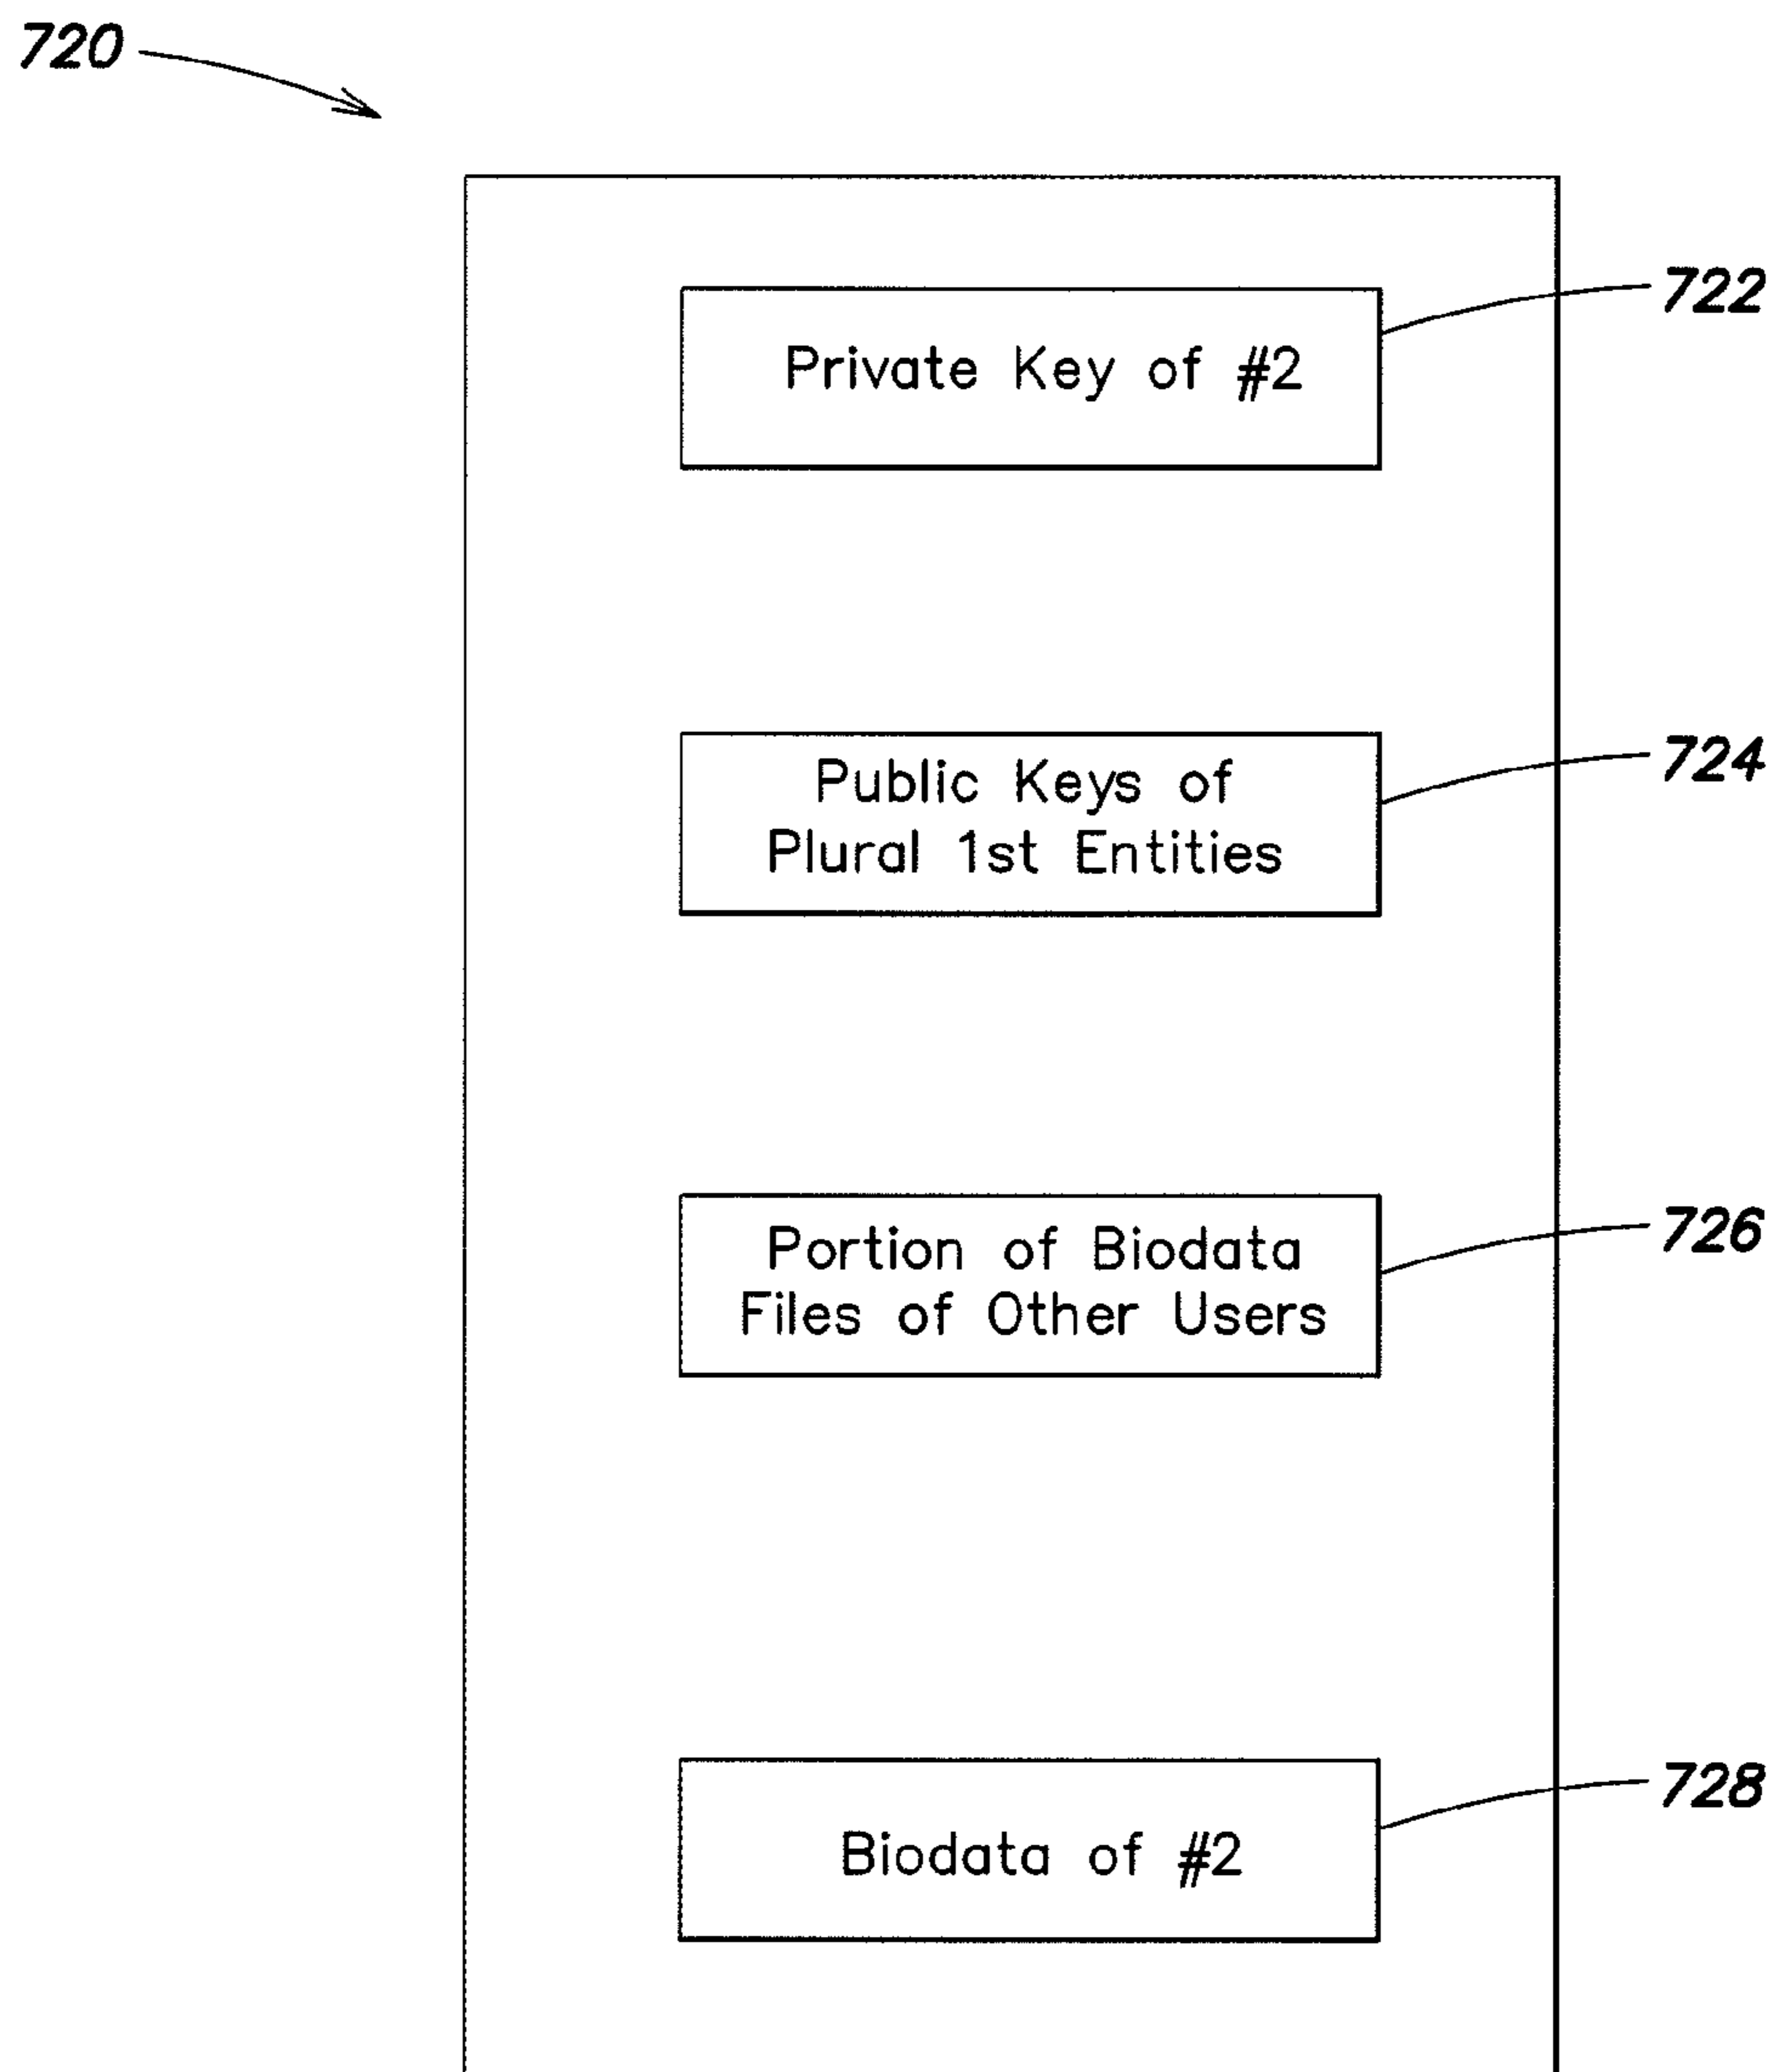 720
722
Private Key of #2
724
Public Keys of
Plural 1st Entities
726
Portion of Biodata
Files of Other Users
728
Biodata of #2